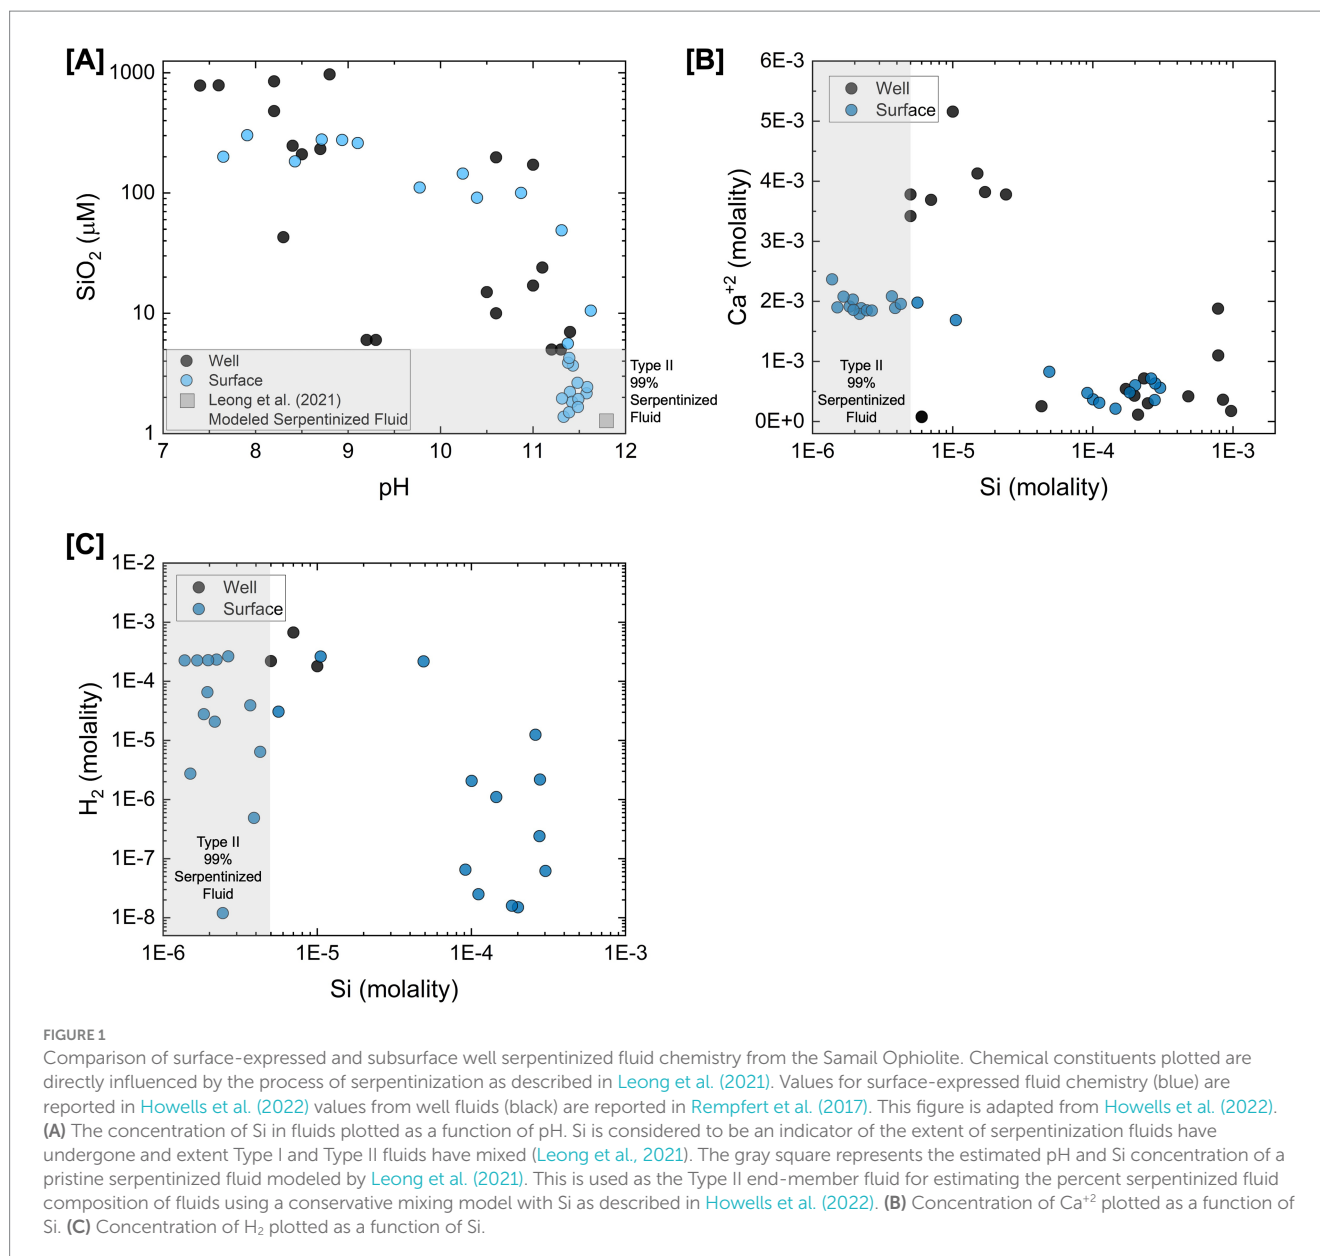 [A]
1000
100
10
1
SiO2 (μM)
Well
Surface
Leong et al. (2021)
Modeled Serpentinized Fluid
Type II
99%
Serpentinized
Fluid
7 8 9 10 11 12
pH
[B]
6E-3
5E-3
4E-3
3E-3
2E-3
1E-3
0E+0
Ca+2 (molality)
Well
Surface
Type II
99%
Serpentinized
Fluid
1E-6 1E-5 1E-4 1E-3
Si (molality)
[C]
1E-2
1E-3
1E-4
1E-5
1E-6
1E-7
1E-8
H2 (molality)
Well
Surface
Type II
99%
Serpentinized
Fluid
1E-6 1E-5 1E-4 1E-3
Si (molality)
FIGURE 1
Comparison of surface-expressed and subsurface well serpentinized fluid chemistry from the Samail Ophiolite. Chemical constituents plotted are
directly influenced by the process of serpentinization as described in Leong et al. (2021). Values for surface-expressed fluid chemistry (blue) are
reported in Howells et al. (2022) values from well fluids (black) are reported in Rempfert et al. (2017). This figure is adapted from Howells et al. (2022).
(A) The concentration of Si in fluids plotted as a function of pH. Si is considered to be an indicator of the extent of serpentinization fluids have
undergone and extent Type I and Type II fluids have mixed (Leong et al., 2021). The gray square represents the estimated pH and Si concentration of a
pristine serpentinized fluid modeled by Leong et al. (2021). This is used as the Type II end-member fluid for estimating the percent serpentinized fluid
composition of fluids using a conservative mixing model with Si as described in Howells et al. (2022). (B) Concentration of Ca+2 plotted as a function of
Si. (C) Concentration of H2 plotted as a function of Si.